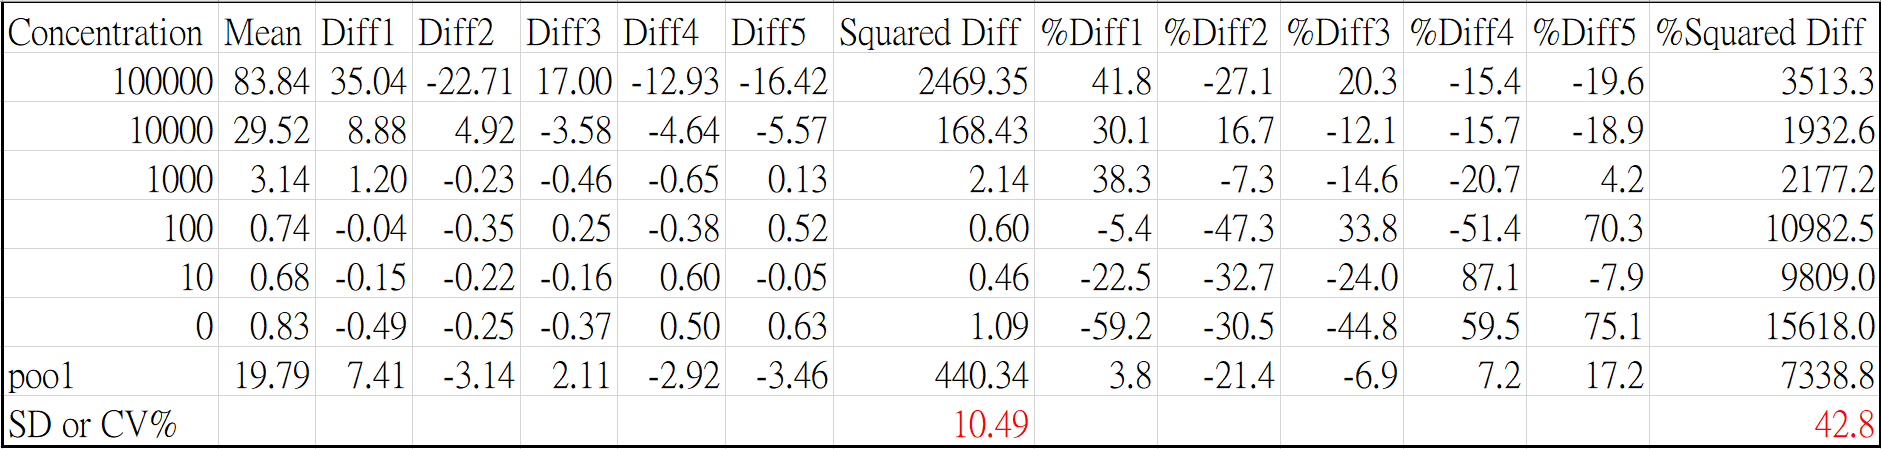 Concentration Mean Diff1 Diff2 Diff3 Diff4 Diff5 Squared Diff %Diff1 %Diff2 %Diff3 %Diff4 %Diff5 %Squared Diff
100000 83.84 35.04 -22.71 17.00 -12.93 -16.42 2469.35 41.8 -27.1 20.3 -15.4 -19.6 3513.3
10000 29.52 8.88 4.92 -3.58 -4.64 -5.57 168.43 30.1 16.7 -12.1 -15.7 -18.9 1932.6
1000 3.14 1.20 -0.23 -0.46 -0.65 0.13 2.14 38.3 -7.3 -14.6 -20.7 4.2 2177.2
100 0.74 -0.04 -0.35 0.25 -0.38 0.52 0.60 -5.4 -47.3 33.8 -51.4 70.3 10982.5
10 0.68 -0.15 -0.22 -0.16 0.60 -0.05 0.46 -22.5 -32.7 -24.0 87.1 -7.9 9809.0
0 0.83 -0.49 -0.25 -0.37 0.50 0.63 1.09 -59.2 -30.5 -44.8 59.5 75.1 15618.0
pool 19.79 7.41 -3.14 2.11 -2.92 -3.46 440.34 3.8 -21.4 -6.9 7.2 17.2 7338.8
SD or CV% 10.49 42.8